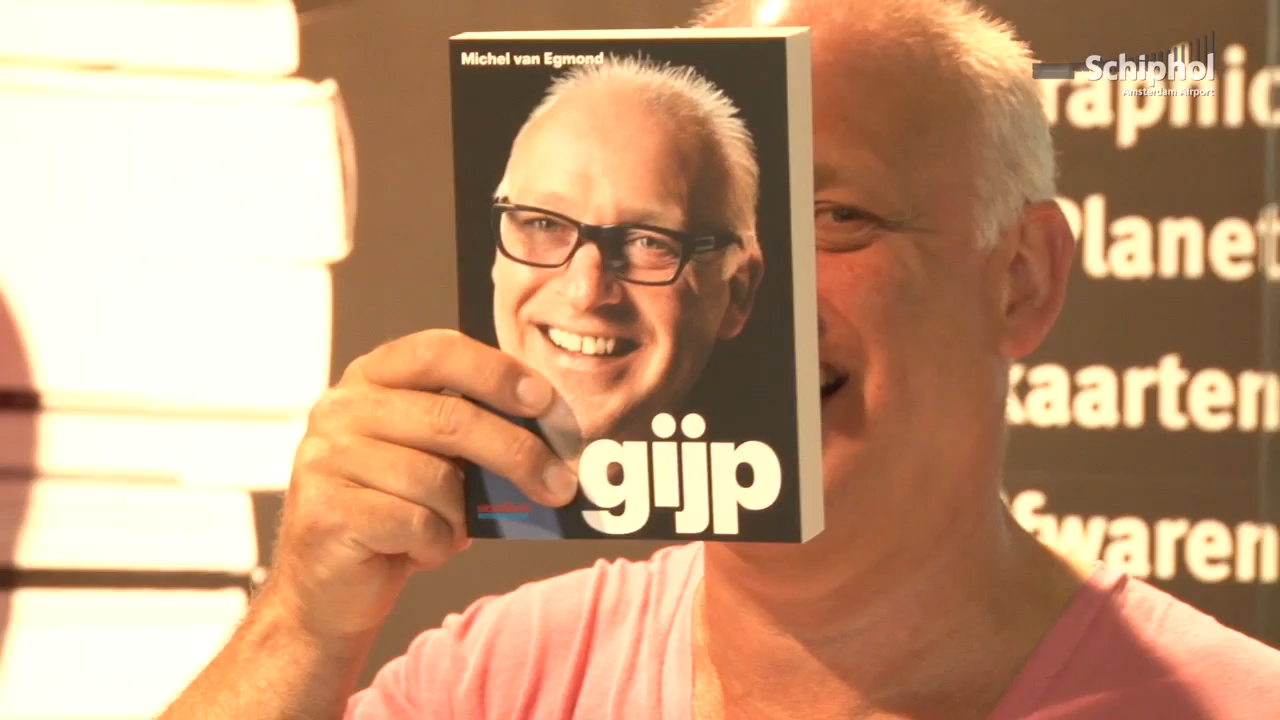 Michel van Egmond
gijp
Schiphol
Amsterdam Airport
raphic
Planet
kaarten
fwaren